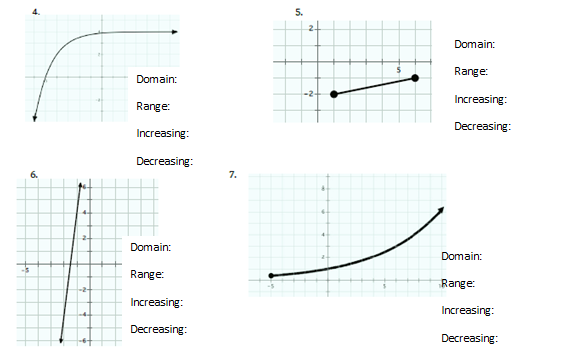 4.
Domain:
Range:
Increasing:
Decreasing:
5.
2
5
-2
Domain:
Range:
Increasing:
Decreasing:
6.
6
4
2
-5
-2
-4
-6
Domain:
Range:
Increasing:
Decreasing:
7.
8
6
4
2
-5
5
Domain:
Range:
Increasing:
Decreasing: